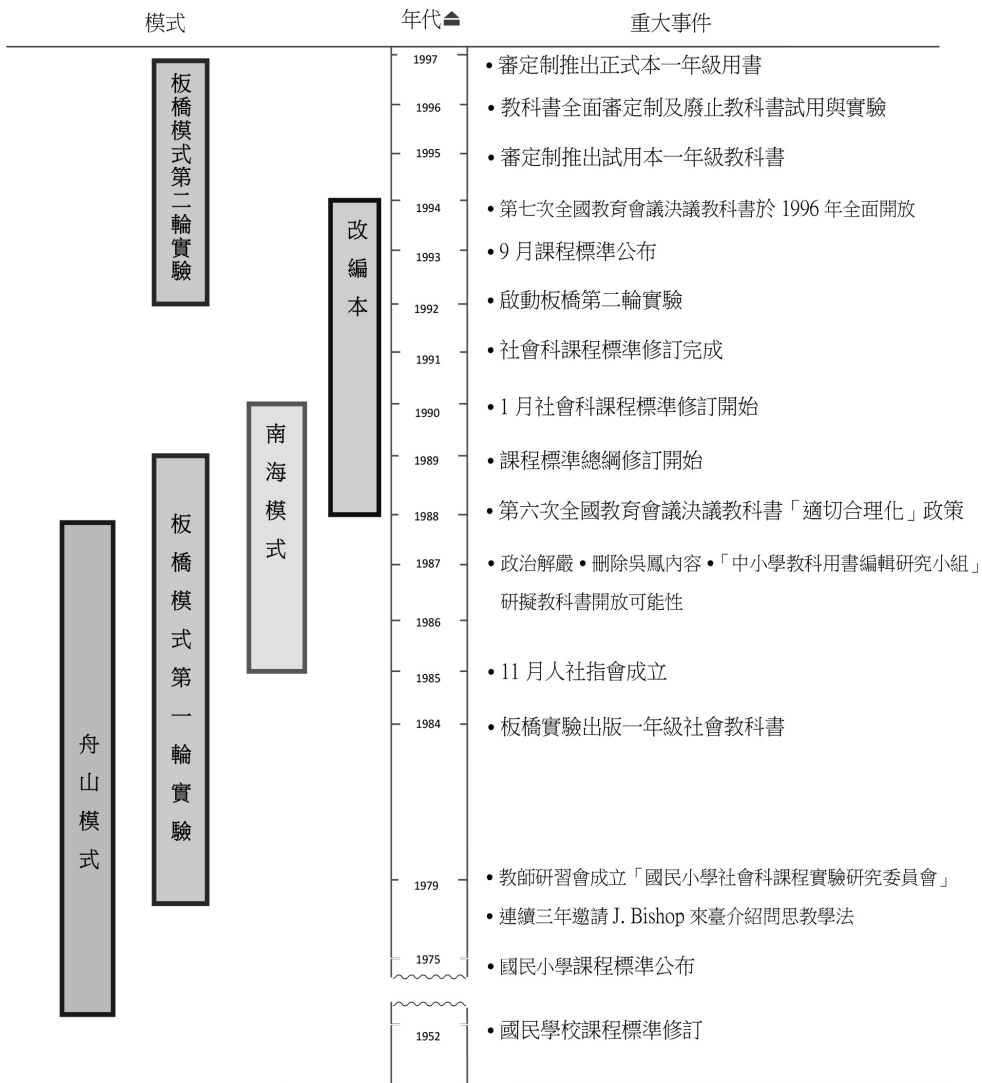 模式 年代⏏ 重大事件
1997 •審定制推出正式本一年級用書
1996 •教科書全面審定制及廢止教科書試用與實驗
1995 •審定制推出試用本一年級教科書
1994 •第七次全國教育會議決議教科書於 1996 年全面開放
1993 •9 月課程標準公布
1992 •啟動板橋第二輪實驗
1991 •社會科課程標準修訂完成
1990 •1 月社會科課程標準修訂開始
1989 •課程標準總綱修訂開始
1988 •第六次全國教育會議決議教科書「適切合理化」政策
1987 •政治解嚴•刪除吳鳳內容•「中小學教科用書編輯研究小組」
研擬教科書開放可能性
1986
1985 •11 月人社指會成立
1984 •板橋實驗出版一年級社會教科書
1979 •教師研習會成立「國民小學社會科課程實驗研究委員會」
•連續三年邀請 J. Bishop 來臺介紹問思教學法
1975 •國民小學課程標準公布
1952 •國民學校課程標準修訂
板橋模式第二輪實驗
改編本
南海模式
板橋模式第一輪實驗
舟山模式